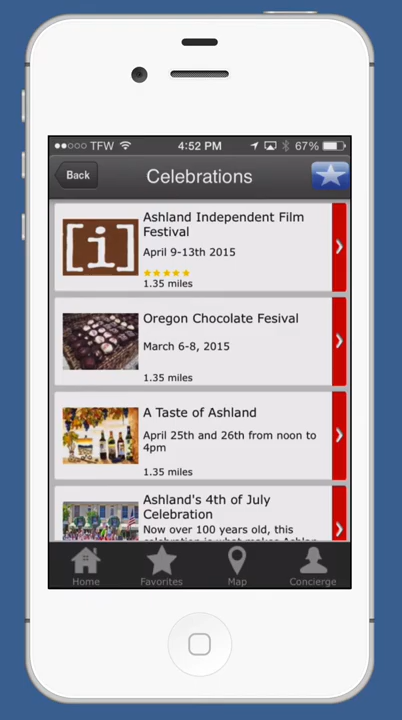 TFW 4:52 PM 67%
Back Celebrations
[i]
Ashland Independent Film
Festival
April 9-13th 2015
1.35 miles
Oregon Chocolate Fesival
March 6-8, 2015
1.35 miles
A Taste of Ashland
April 25th and 26th from noon to
4pm
1.35 miles
Ashland's 4th of July
Celebration
Now over 100 years old, this
Home Favorites Map Concierge